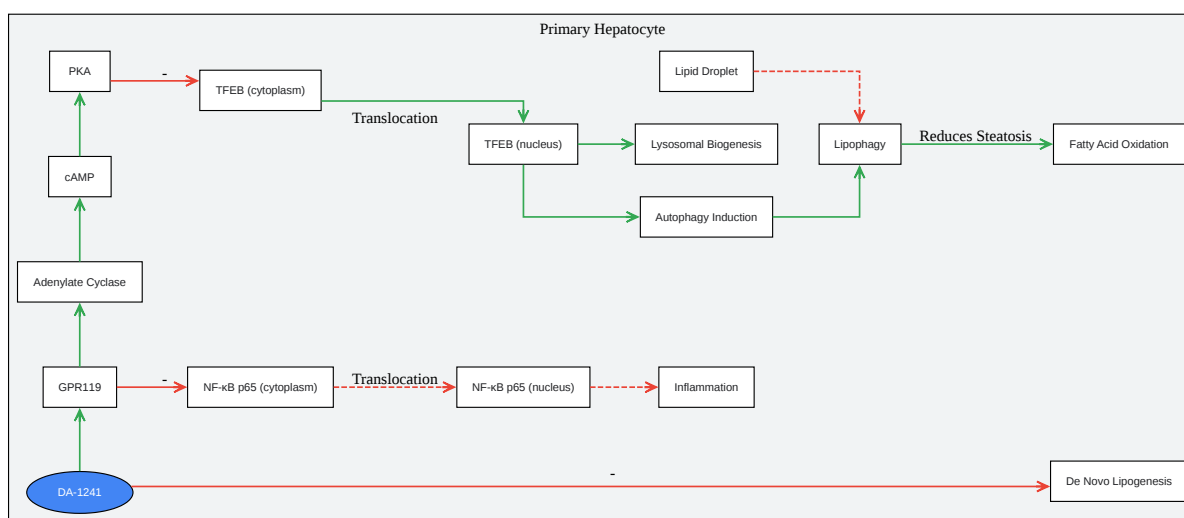 Primary Hepatocyte
PKA
-
TFEB (cytoplasm)
Lipid Droplet
Translocation
TFEB (nucleus)
Lysosomal Biogenesis
Lipophagy
Reduces Steatosis
Fatty Acid Oxidation
cAMP
Autophagy Induction
Adenylate Cyclase
GPR119
-
NF-κB p65 (cytoplasm)
Translocation
NF-κB p65 (nucleus)
Inflammation
DA-1241
-
De Novo Lipogenesis